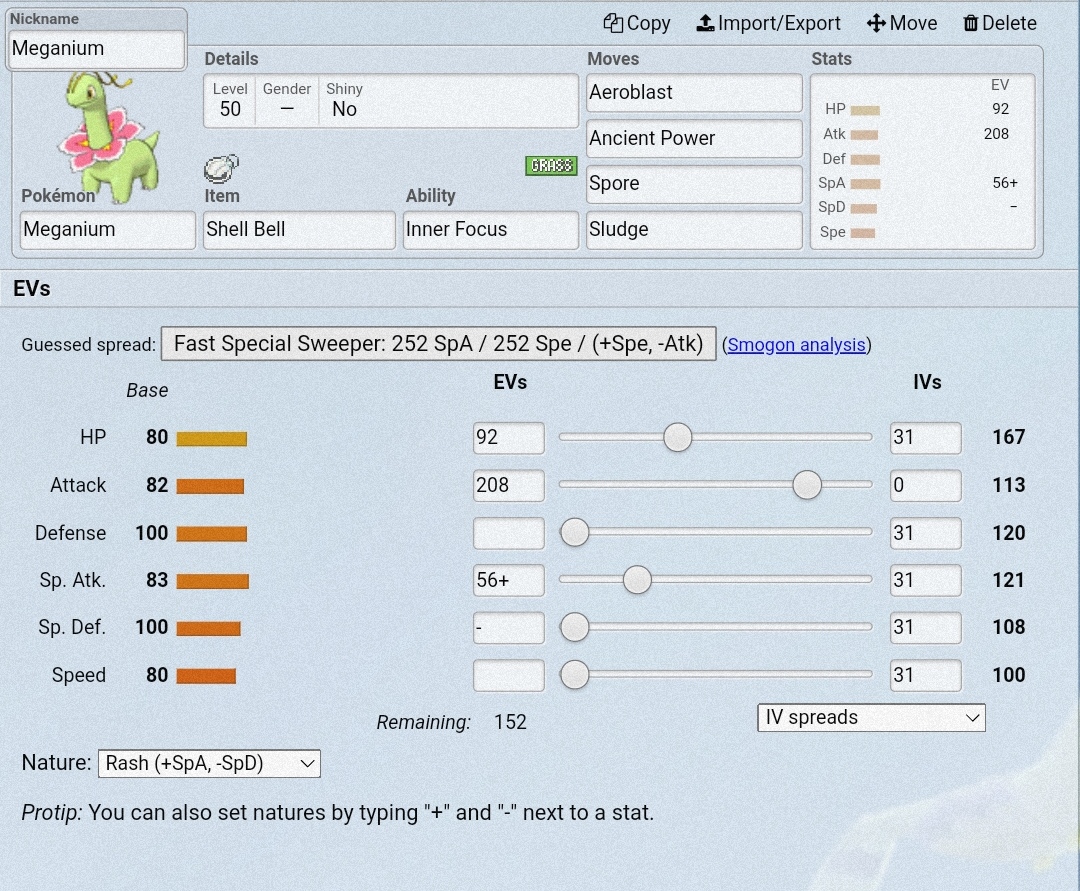 Nickname
Meganium
Copy Import/Export Move Delete
Details
Level Gender Shiny
50 — No
GRASS
Pokémon Item Ability
Meganium Shell Bell Inner Focus
Moves
Aeroblast
Ancient Power
Spore
Sludge
Stats
EV
HP 92
Atk 208
Def
SpA 56+
SpD −
Spe
EVs
Guessed spread: Fast Special Sweeper: 252 SpA / 252 Spe / (+Spe, -Atk) (Smogon analysis)
Base EVs IVs
HP 80 92 31 167
Attack 82 208 0 113
Defense 100 31 120
Sp. Atk. 83 56+ 31 121
Sp. Def. 100 - 31 108
Speed 80 31 100
Remaining: 152 IV spreads
Nature: Rash (+SpA, -SpD)
Protip: You can also set natures by typing "+" and "-" next to a stat.